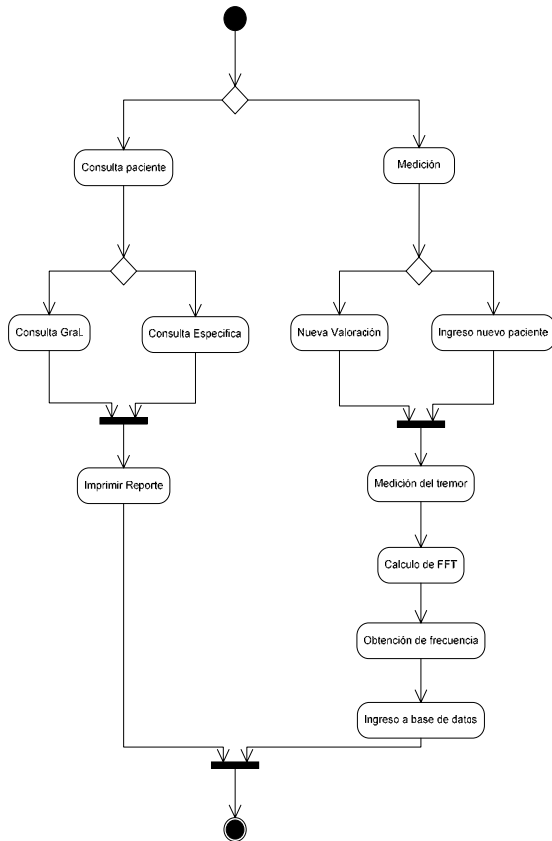 Consulta paciente
Medición
Consulta Gral.
Consulta Especifica
Nueva Valoración
Ingreso nuevo paciente
Imprimir Reporte
Medición del tremor
Calculo de FFT
Obtención de frecuencia
Ingreso a base de datos